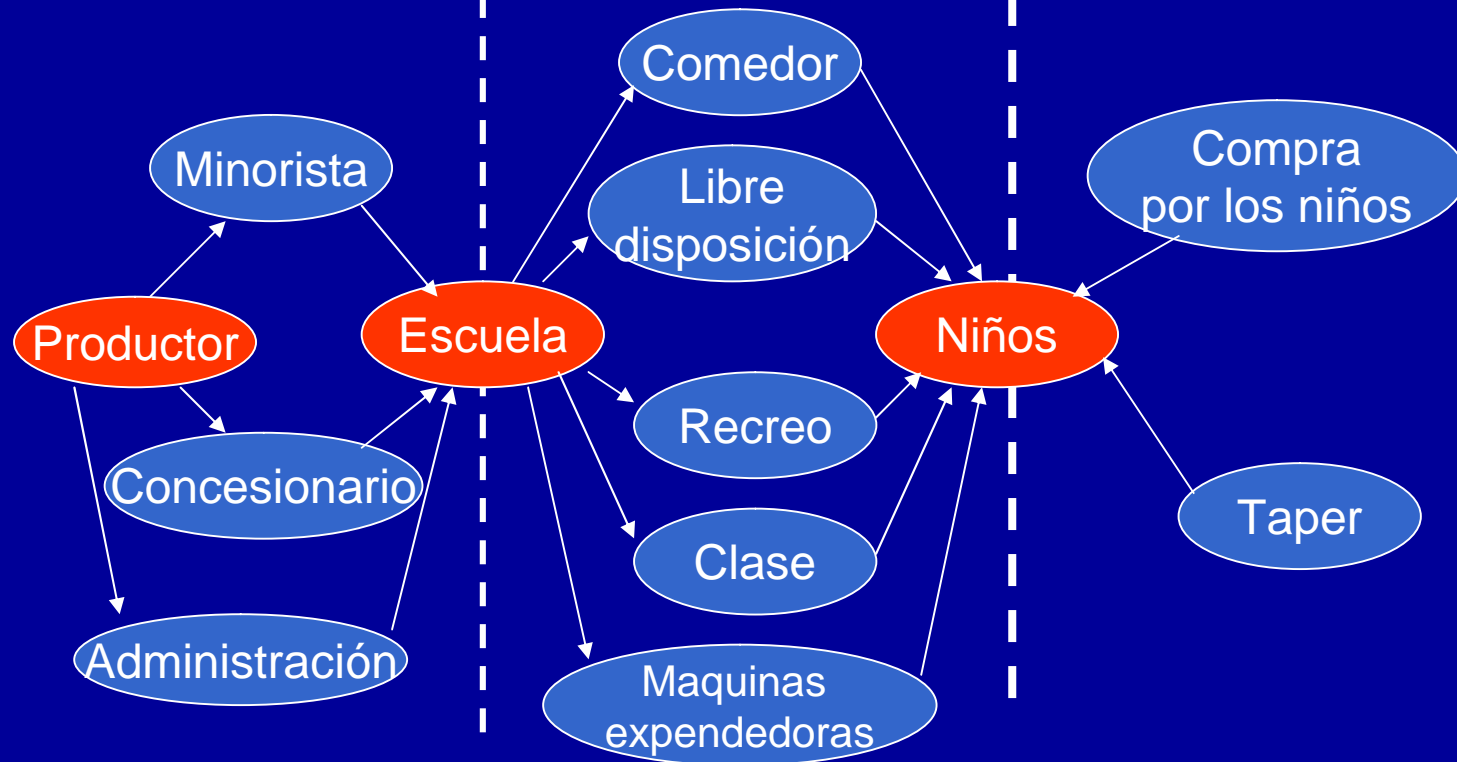 Comedor
Minorista
Libre
disposición
Compra
por los niños
Productor
Escuela
Niños
Recreo
Concesionario
Clase
Taper
Administración
Maquinas
expendedoras